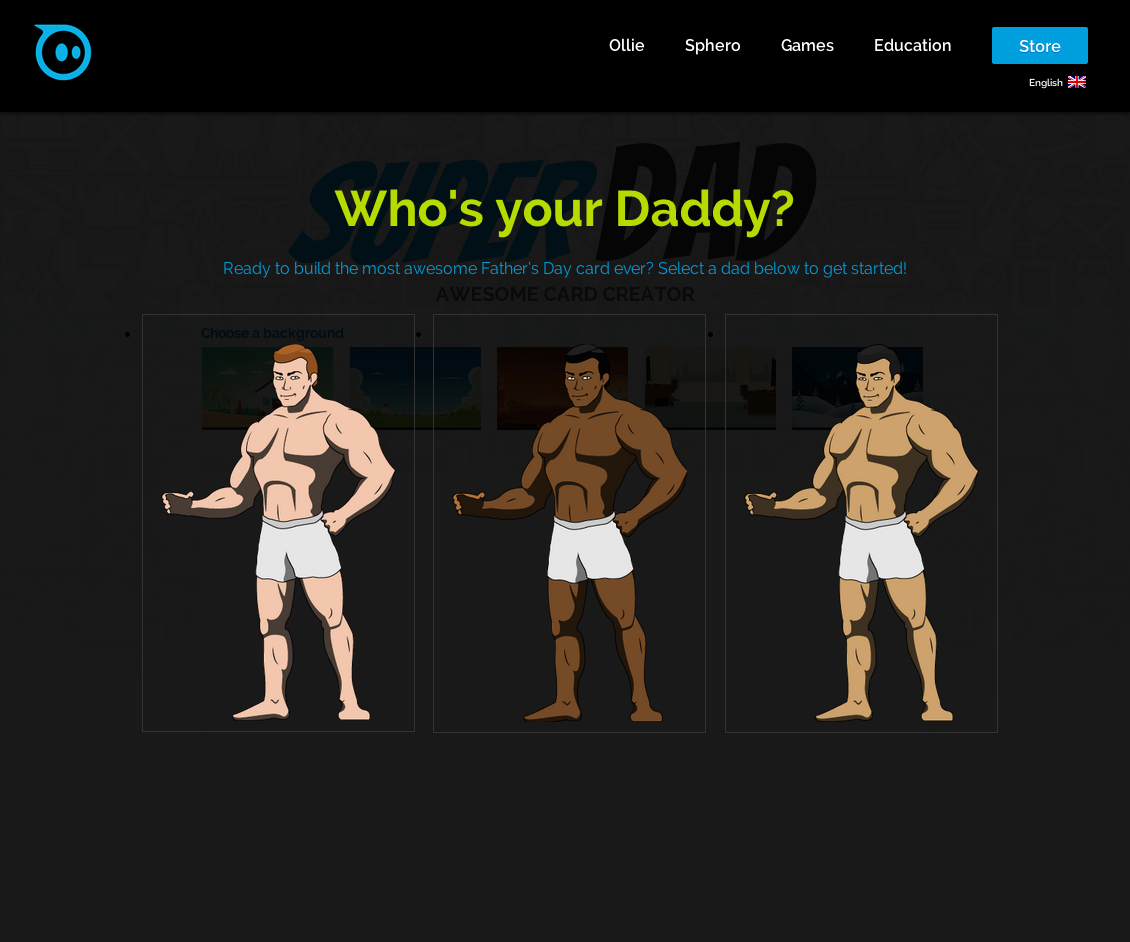 Ollie
Sphero
Games
Education
Store
English
SUPER DAD
Who's your Daddy?
Ready to build the most awesome Father's Day card ever? Select a dad below to get started!
AWESOME CARD CREATOR
Choose a background